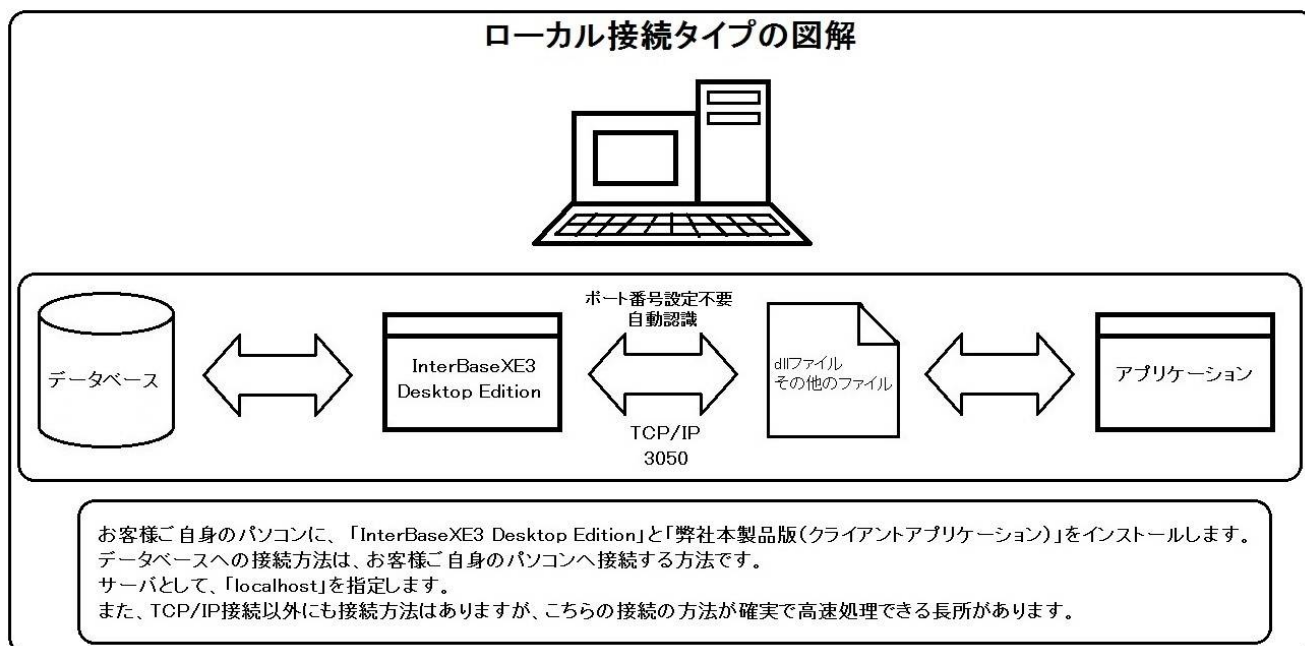 ローカル接続タイプの図解
ポート番号設定不要
自動認識
データベース
InterBaseXE3
Desktop Edition
dllファイル
その他のファイル
アプリケーション
TCP/IP
3050
お客様ご自身のパソコンに、「InterBaseXE3 Desktop Edition」と「弊社本製品版(クライアントアプリケーション)」をインストールします。
データベースへの接続方法は、お客様ご自身のパソコンへ接続する方法です。
サーバとして、「localhost」を指定します。
また、TCP/IP接続以外にも接続方法はありますが、こちらの接続の方法が確実で高速処理できる長所があります。